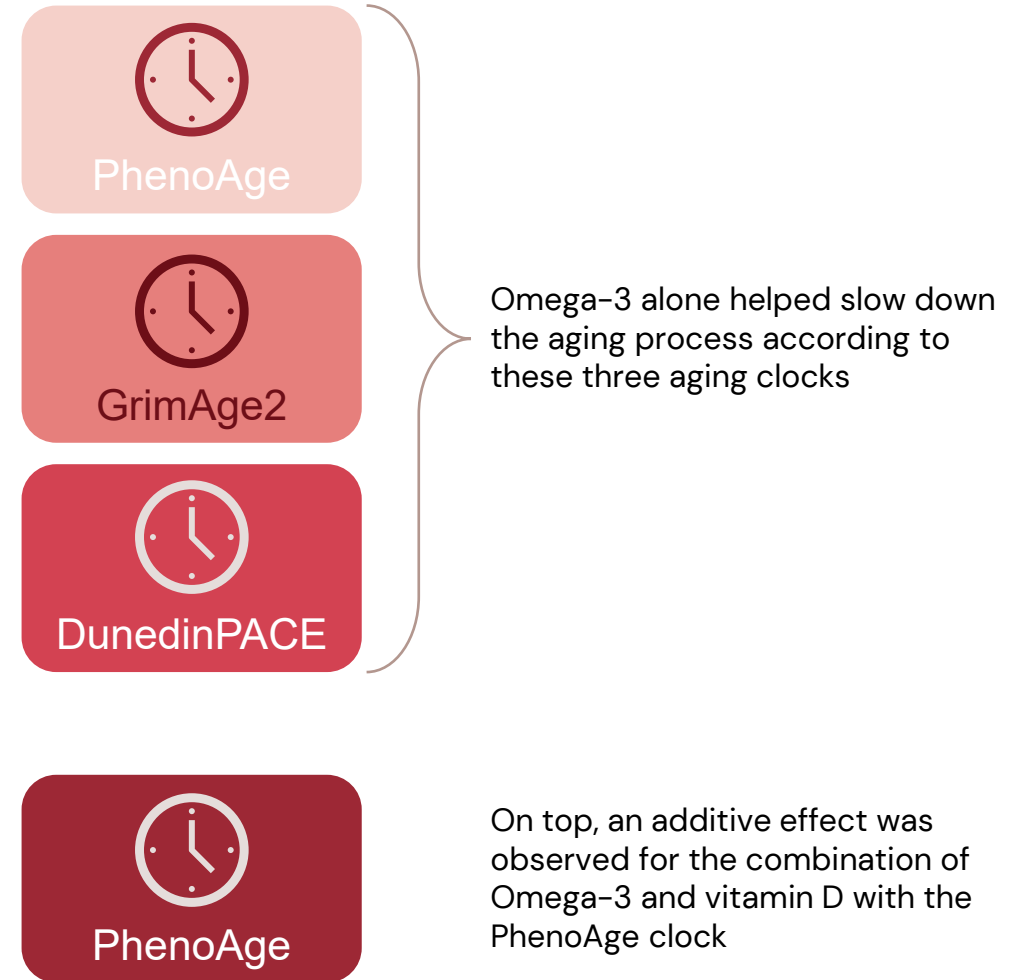 PhenoAge
GrimAge2
Omega-3 alone helped slow down
the aging process according to
these three aging clocks
DunedinPACE
PhenoAge
On top, an additive effect was
observed for the combination of
Omega-3 and vitamin D with the
PhenoAge clock